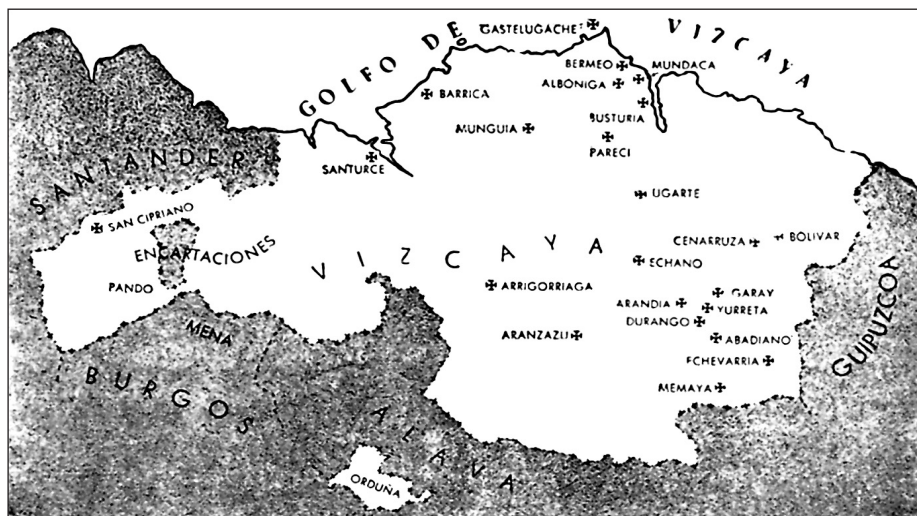 GOLFO DE VIZCAYA
GASTELUGACHE
BERMEO
MUNDACA
ALBONIGA
BARRICA
BUSTURIA
MUNGUIA
PARECI
SANTURCE
SANTANDER
UGARTE
SAN CIPRIANO
ENCARTACIONES
VIZCAYA
CENARRUZA
BOLIVAR
ECHANO
PANDO
ARRIGORRIAGA
GARAY
ARANDIA
YURRETA
DURANGO
MENA
ARANZAZU
ABADIANO
GUIPUZCOA
ECHEVARRIA
BURGOS
MEMAYA
ALAVA
ORDUÑA